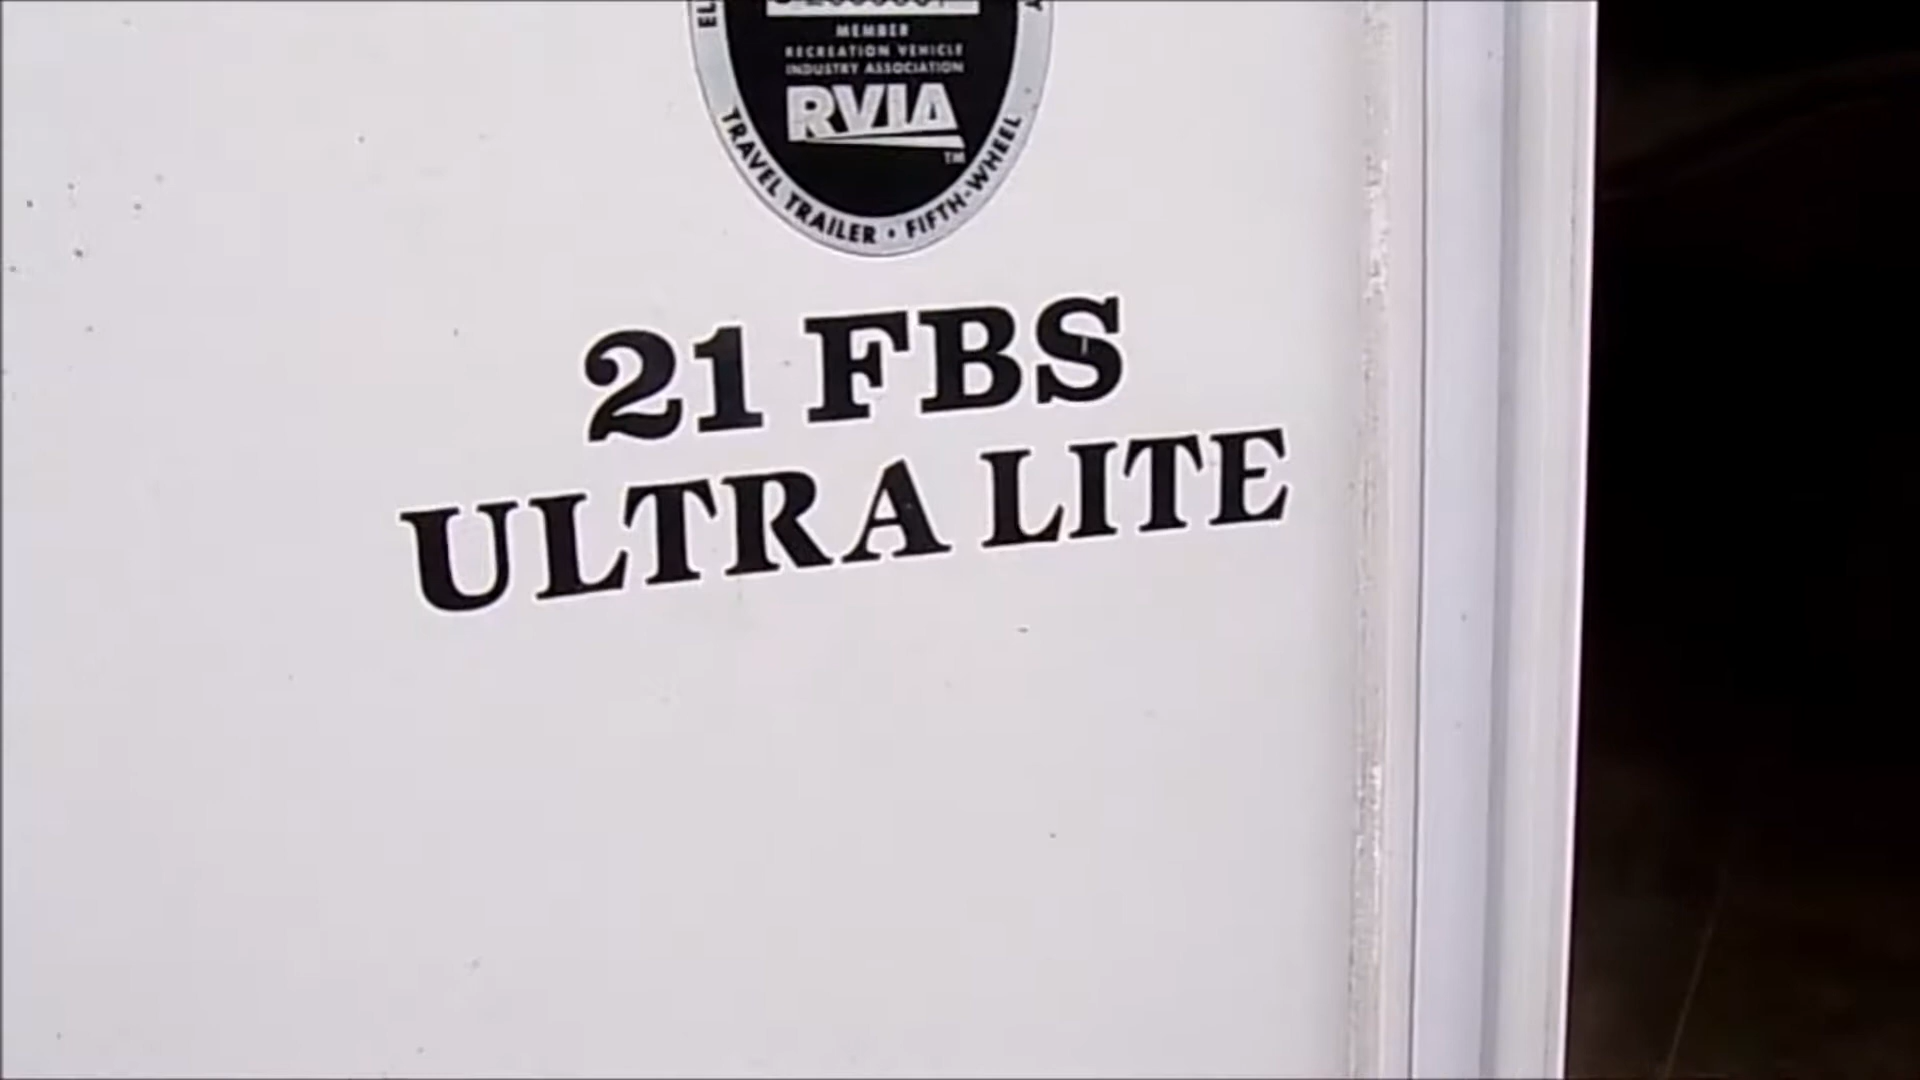 MEMBER
RECREATION VEHICLE
INDUSTRY ASSOCIATION
RVIA
TM
TRAVEL TRAILER • FIFTH-WHEEL
21 FBS
ULTRA LITE